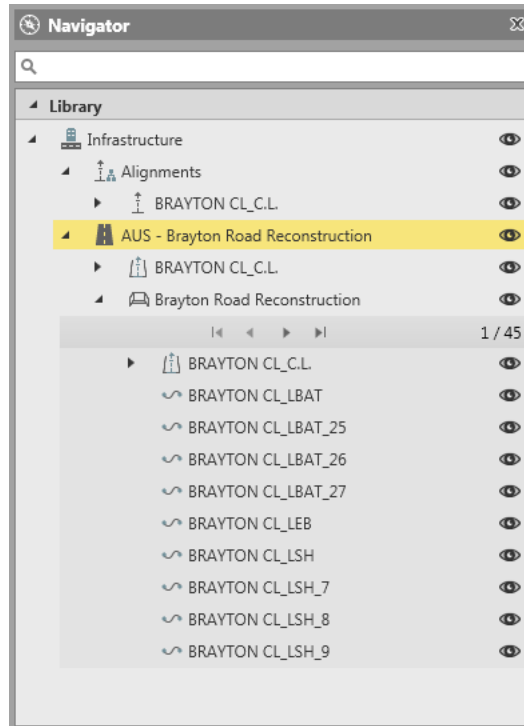 Navigator
Library
Infrastructure
Alignments
BRAYTON CL_C.L.
AUS - Brayton Road Reconstruction
BRAYTON CL_C.L.
Brayton Road Reconstruction
1 / 45
BRAYTON CL_C.L.
BRAYTON CL_LBAT
BRAYTON CL_LBAT_25
BRAYTON CL_LBAT_26
BRAYTON CL_LBAT_27
BRAYTON CL_LEB
BRAYTON CL_LSH
BRAYTON CL_LSH_7
BRAYTON CL_LSH_8
BRAYTON CL_LSH_9